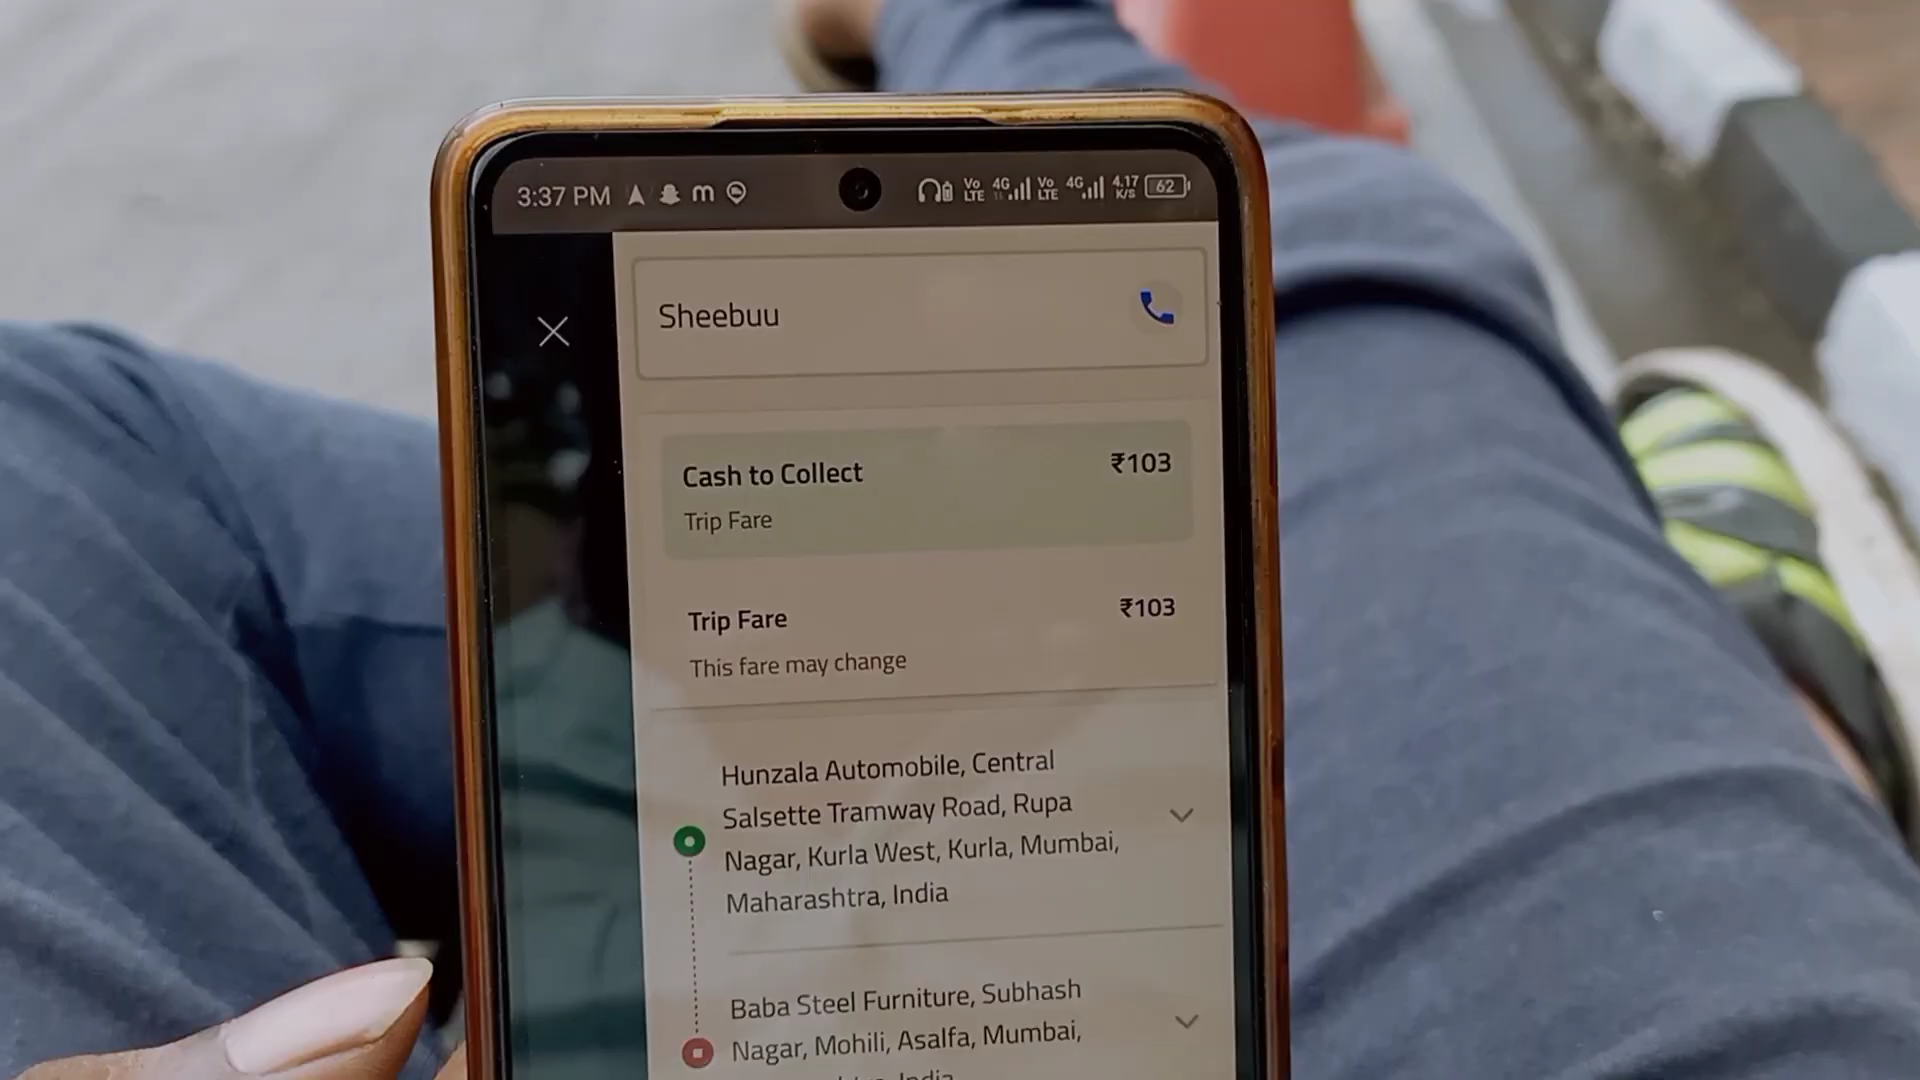 3:37 PM m Vo LTE 4G Vo LTE 4G 4.17 K/S 62
Sheebuu
Cash to Collect ₹103
Trip Fare
Trip Fare ₹103
This fare may change
Hunzala Automobile, Central
Salsette Tramway Road, Rupa
Nagar, Kurla West, Kurla, Mumbai,
Maharashtra, India
Baba Steel Furniture, Subhash
Nagar, Mohili, Asalfa, Mumbai,
India